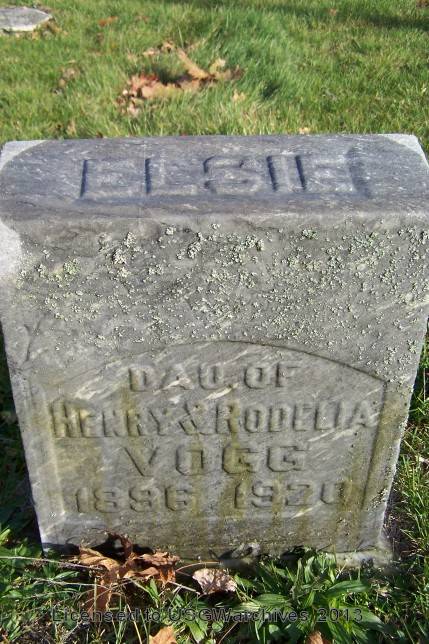 ELSIE
DAU. OF
HENRY & RODELIA
VOGG
1896 1920
Licensed to USGWarchives 2013